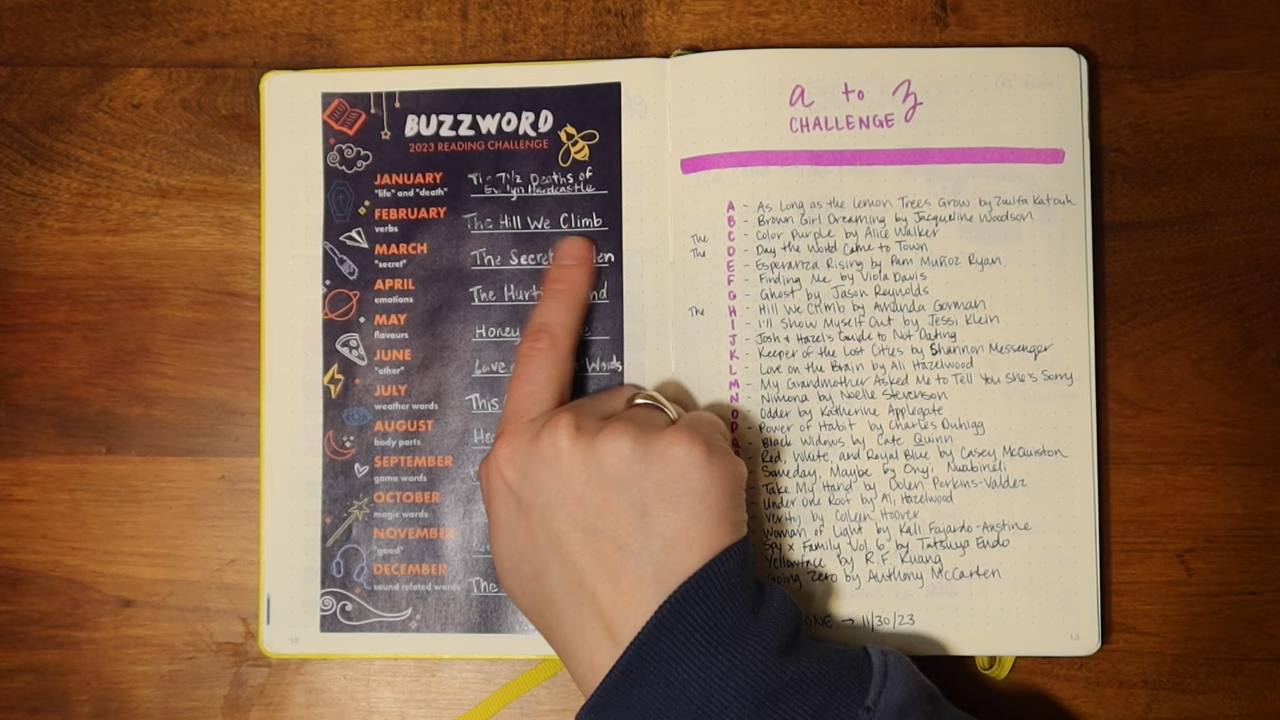 BUZZWORD
2023 READING CHALLENGE
JANUARY
"life" and "death"
The 7½ Deaths of
Evelyn Hardcastle
FEBRUARY
verbs
The Hill We Climb
MARCH
"secret"
The Secret
APRIL
emotions
The
MAY
flavours
Honey
JUNE
"other"
Love Words
JULY
weather words
This
AUGUST
body parts
SEPTEMBER
game words
OCTOBER
magic words
NOVEMBER
"good"
DECEMBER
sound related words
The
12
a to z
CHALLENGE
A - As Long as the Lemon Trees Grow by Zoulfa Katouh
B - Brown Girl Dreaming by Jacqueline Woodson
The C - Color Purple by Alice Walker
The D - Day the World Came to Town
E - Esperanza Rising by Pam Muñoz Ryan
F - Finding Me by Viola Davis
G - Ghost by Jason Reynolds
The H - Hill We Climb by Amanda Gorman
I - I'll Show Myself Out by Jessi Klein
J - Josh & Hazel's Guide to Not Dating
K - Keeper of the Lost Cities by Shannon Messenger
L - Love on the Brain by Ali Hazelwood
M - My Grandmother Asked Me to Tell You She's Sorry
N - Nimona by Noelle Stevenson
O - Odder by Katherine Applegate
P - Power of Habit by Charles Duhigg
- Black Widows by Cate Quinn
- Red, White, and Royal Blue by Casey McQuiston
- Someday, Maybe by Onyi Nwabineli
- Take My Hand by Dolen Perkins-Valdez
- Under One Roof by Ali Hazelwood
- Verity by Colleen Hoover
- Woman of Light by Kali Fajardo-Anstine
- Spy x Family Vol. 6 by Tatsuya Endo
- Yellowface by R.F. Kuang
Going Zero by Anthony McCarten
→ 11/30/23
13